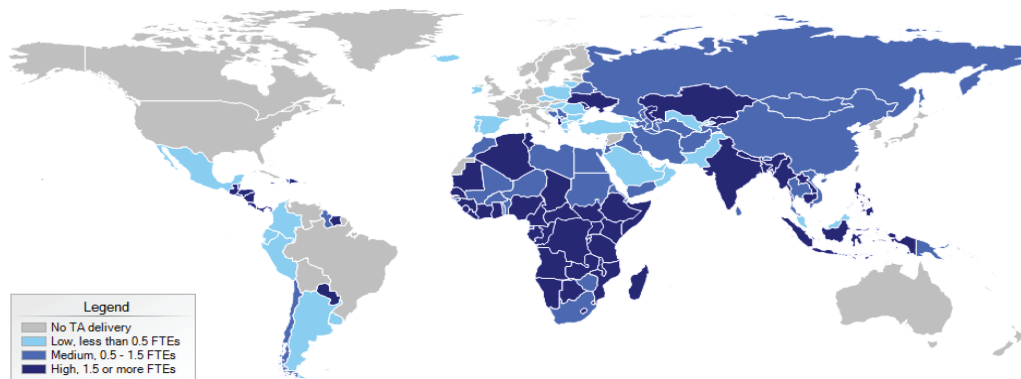 Legend
No TA delivery
Low, less than 0.5 FTEs
Medium, 0.5 - 1.5 FTEs
High, 1.5 or more FTEs